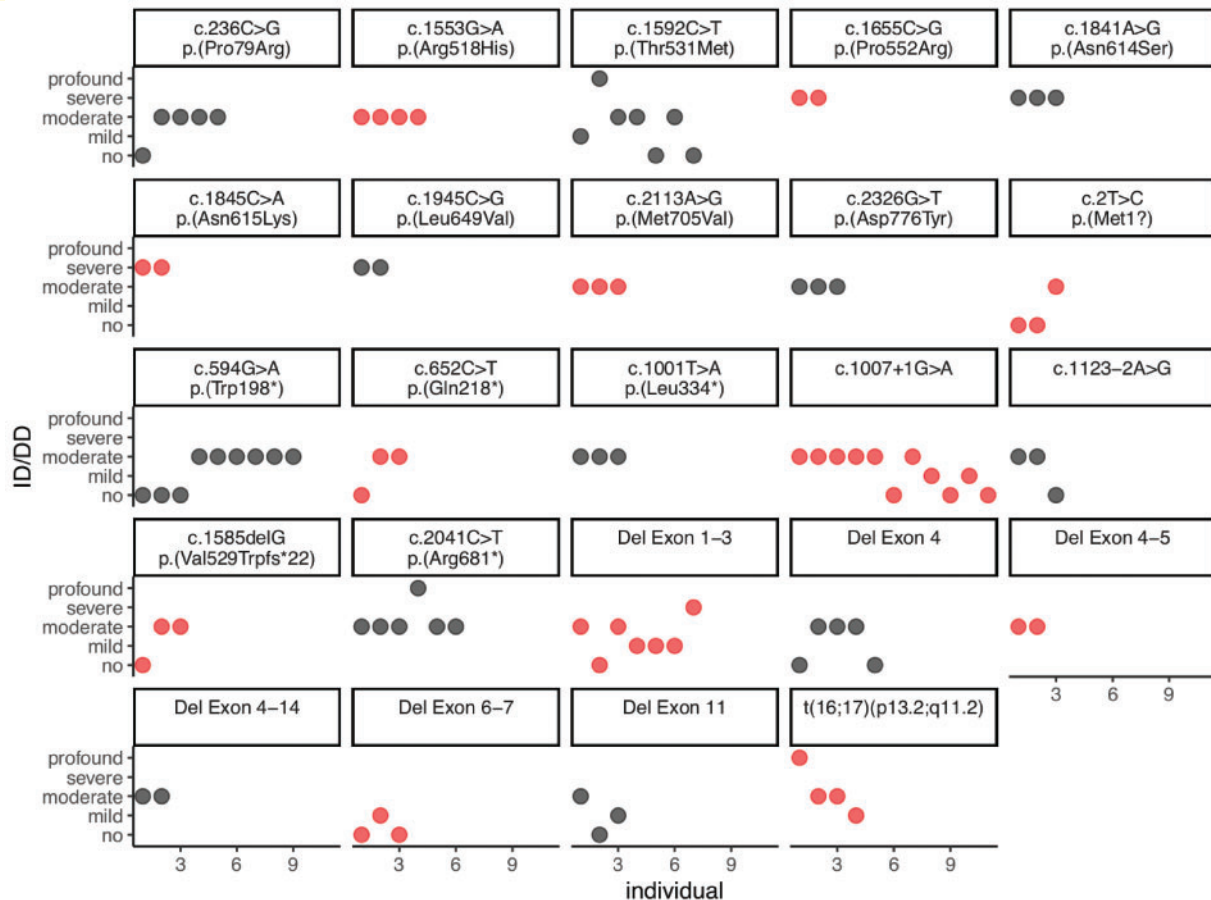 c.236C>G
p.(Pro79Arg)
c.1553G>A
p.(Arg518His)
c.1592C>T
p.(Thr531Met)
c.1655C>G
p.(Pro552Arg)
c.1841A>G
p.(Asn614Ser)
profound
severe
moderate
mild
no
c.1845C>A
p.(Asn615Lys)
c.1945C>G
p.(Leu649Val)
c.2113A>G
p.(Met705Val)
c.2326G>T
p.(Asp776Tyr)
c.2T>C
p.(Met1?)
profound
severe
moderate
mild
no
c.594G>A
p.(Trp198*)
c.652C>T
p.(Gln218*)
c.1001T>A
p.(Leu334*)
c.1007+1G>A
c.1123−2A>G
profound
severe
moderate
mild
no
ID/DD
c.1585delG
p.(Val529Trpfs*22)
c.2041C>T
p.(Arg681*)
Del Exon 1−3
Del Exon 4
Del Exon 4−5
profound
severe
moderate
mild
no
3 6 9
Del Exon 4−14
Del Exon 6−7
Del Exon 11
t(16;17)(p13.2;q11.2)
profound
severe
moderate
mild
no
3 6 9 3 6 9 3 6 9 3 6 9
individual